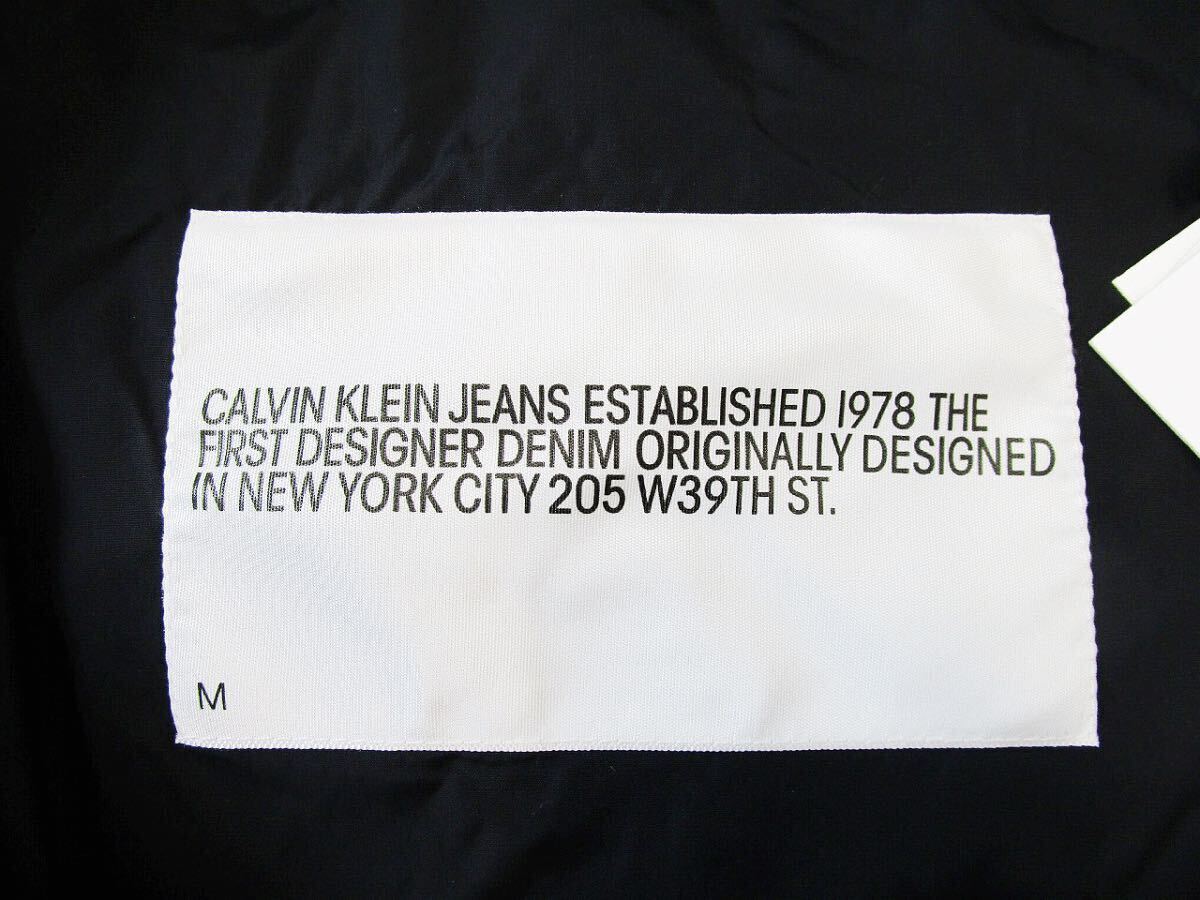 CALVIN KLEIN JEANS ESTABLISHED 1978 THE
FIRST DESIGNER DENIM ORIGINALLY DESIGNED
IN NEW YORK CITY 205 W39TH ST.
M